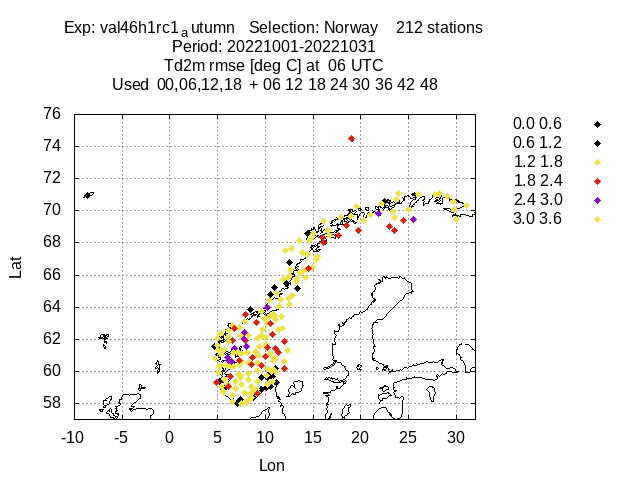 Exp: val46h1rc1_autumn Selection: Norway 212 stations
Period: 20221001-20221031
Td2m rmse [deg C] at 06 UTC
Used 00,06,12,18 + 06 12 18 24 30 36 42 48
76
74
72
70
68
66
64
62
60
58
Lat
-10 -5 0 5 10 15 20 25 30
Lon
0.0 0.6
0.6 1.2
1.2 1.8
1.8 2.4
2.4 3.0
3.0 3.6